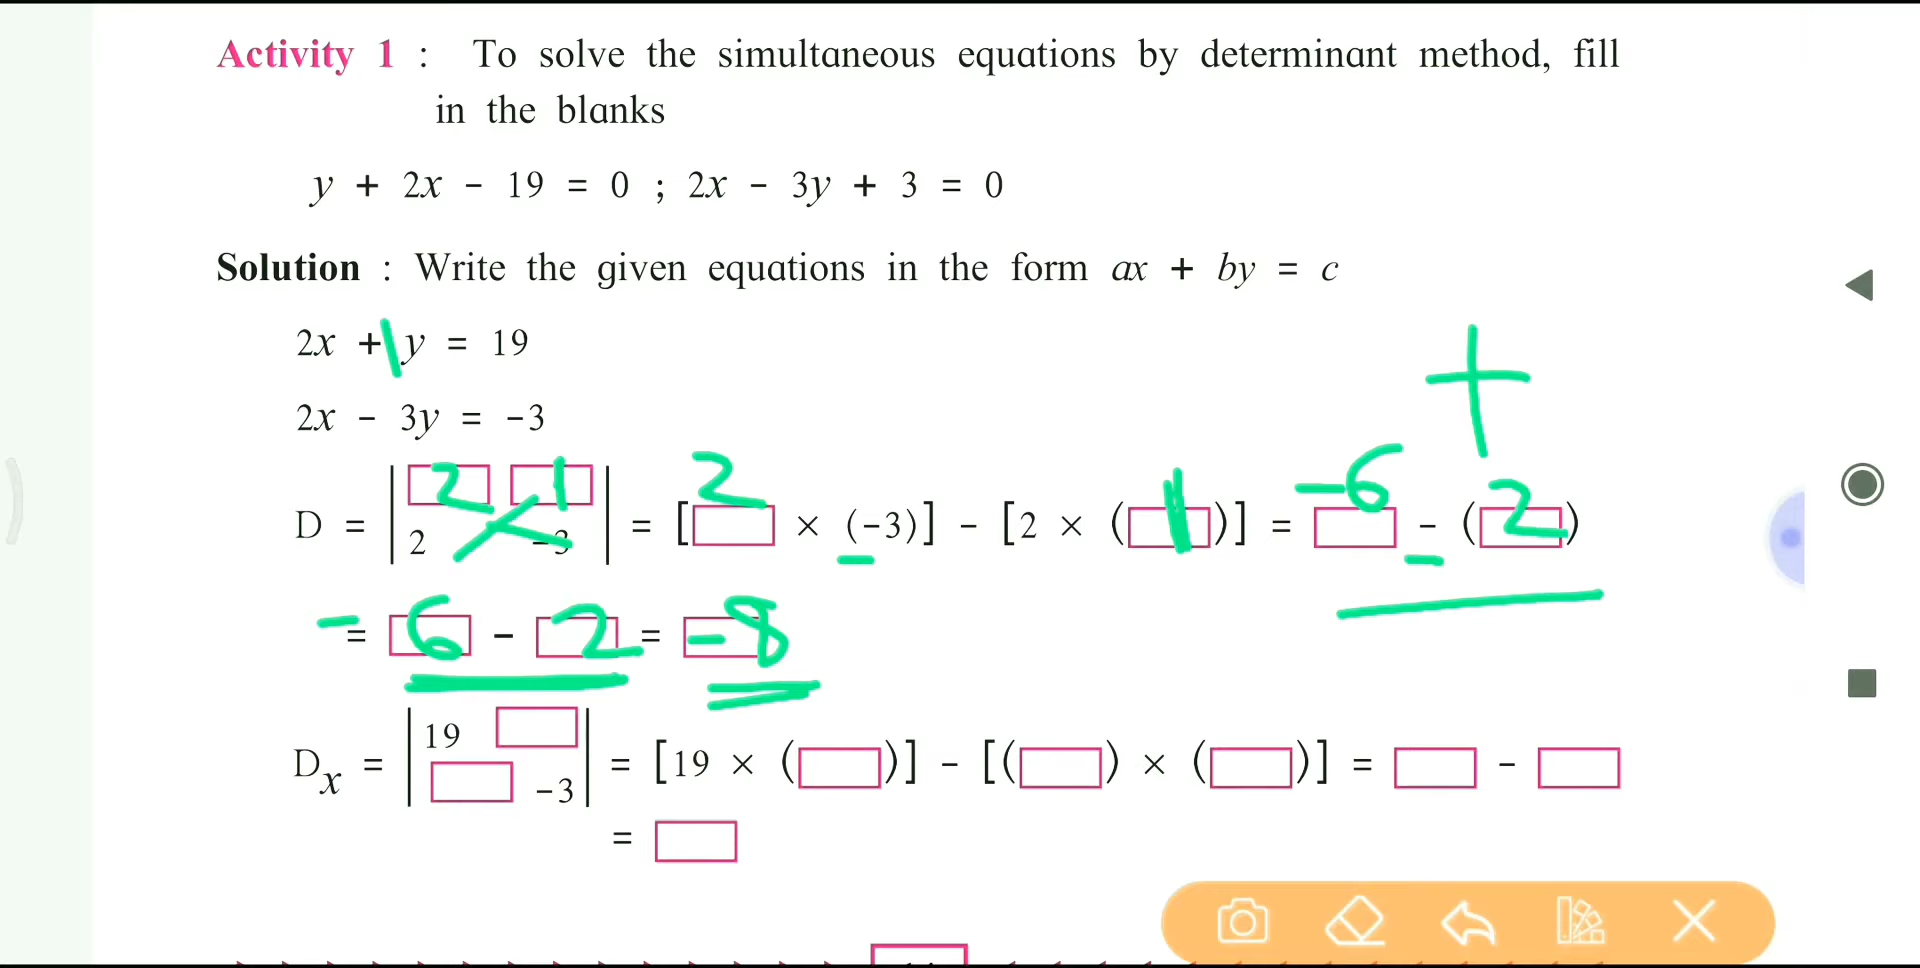 Activity 1 : To solve the simultaneous equations by determinant method, fill
in the blanks
y + 2x - 19 = 0 ; 2x - 3y + 3 = 0
Solution : Write the given equations in the form ax + by = c
2x + 1y = 19
2x - 3y = -3
+
D = | 2 1 | = [ 2 × (-3)] - [2 × ( 1 )] = -6 - ( 2 )
2 -3
- = 6 - 2 = -8
Dx = | 19 □ | = [19 × (□)] - [(□) × (□)] = □ - □
□ -3
= □